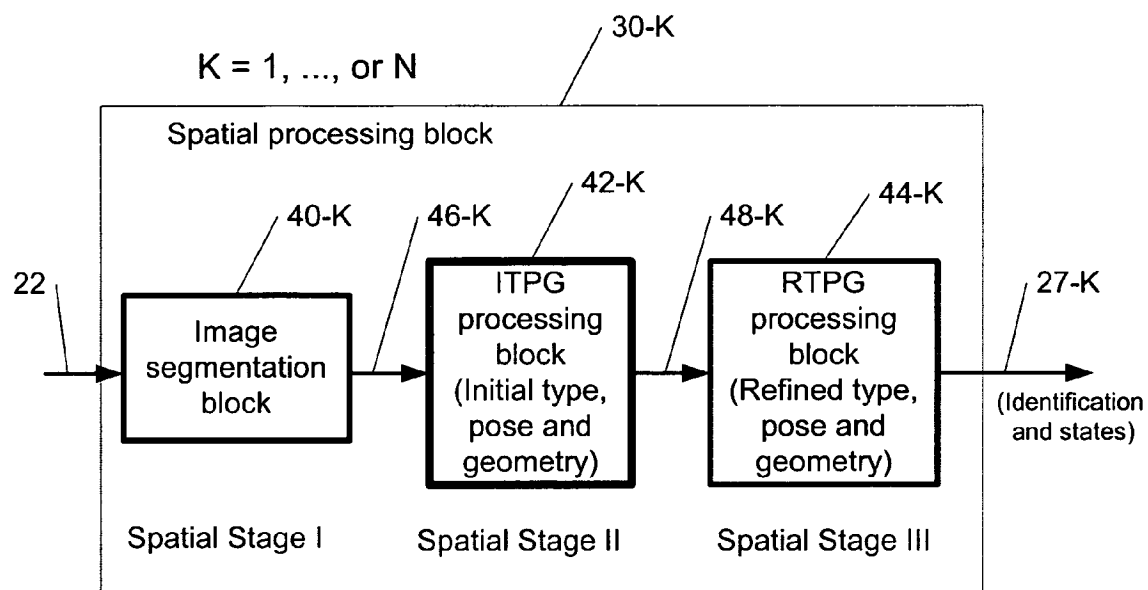 30-K
K = 1, ..., or N
Spatial processing block
42-K
40-K
46-K
48-K
44-K
22
27-K
Image
segmentation
block
ITPG
processing
block
(Initial type,
pose and
geometry)
RTPG
processing
block
(Refined type,
pose and
geometry)
(Identification
and states)
Spatial Stage I
Spatial Stage II
Spatial Stage III